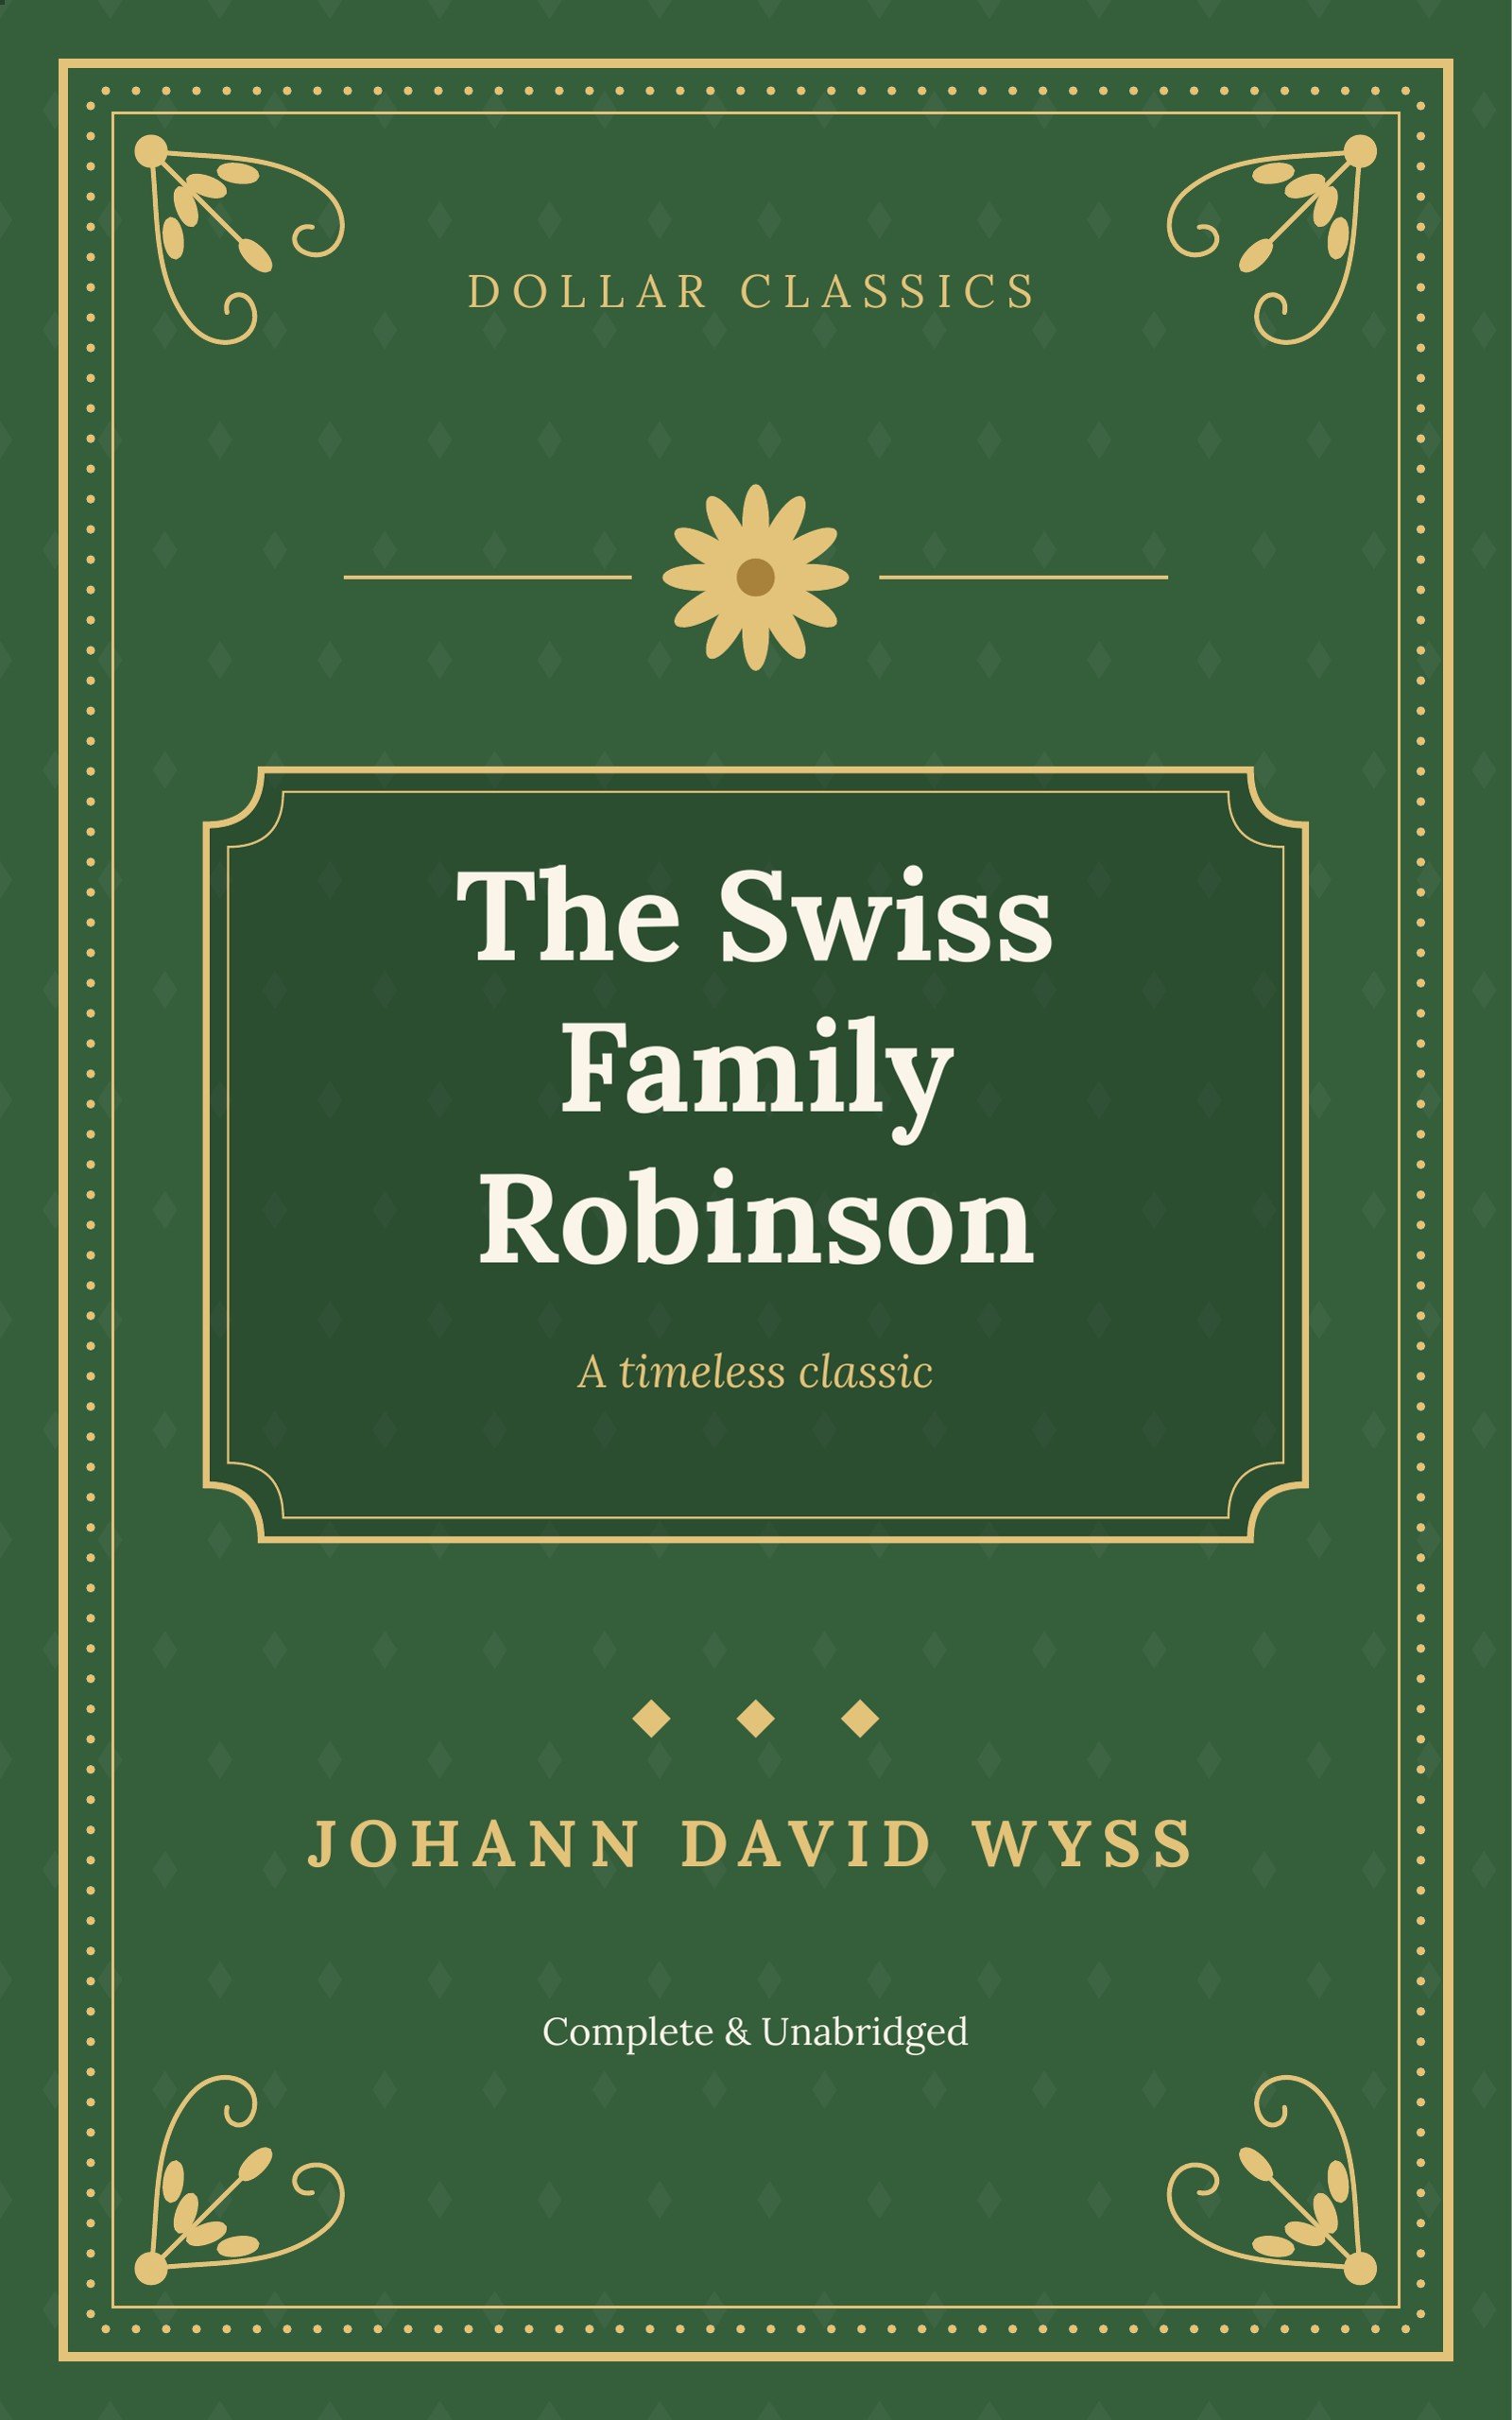 DOLLAR CLASSICS
The Swiss
Family
Robinson
A timeless classic
JOHANN DAVID WYSS
Complete & Unabridged